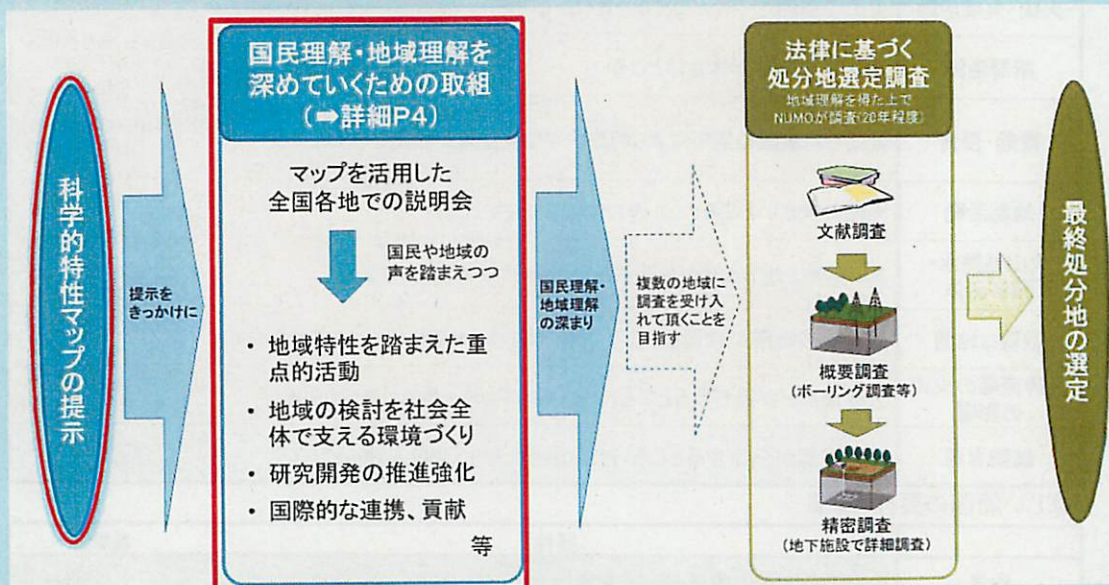 科学的特性マップの提示
提示を
きっかけに
国民理解・地域理解を
深めていくための取組
(➡詳細P4)
マップを活用した
全国各地での説明会
国民や地域の
声を踏まえつつ
・ 地域特性を踏まえた重
点的活動
・ 地域の検討を社会全
体で支える環境づくり
・ 研究開発の推進強化
・ 国際的な連携、貢献
等
国民理解・
地域理解
の深まり
複数の地域に
調査を受け入
れて頂くことを
目指す
法律に基づく
処分地選定調査
地域理解を得た上で
NUMOが調査(20年程度)
文献調査
概要調査
(ボーリング調査等)
精密調査
(地下施設で詳細調査)
最終処分地の選定